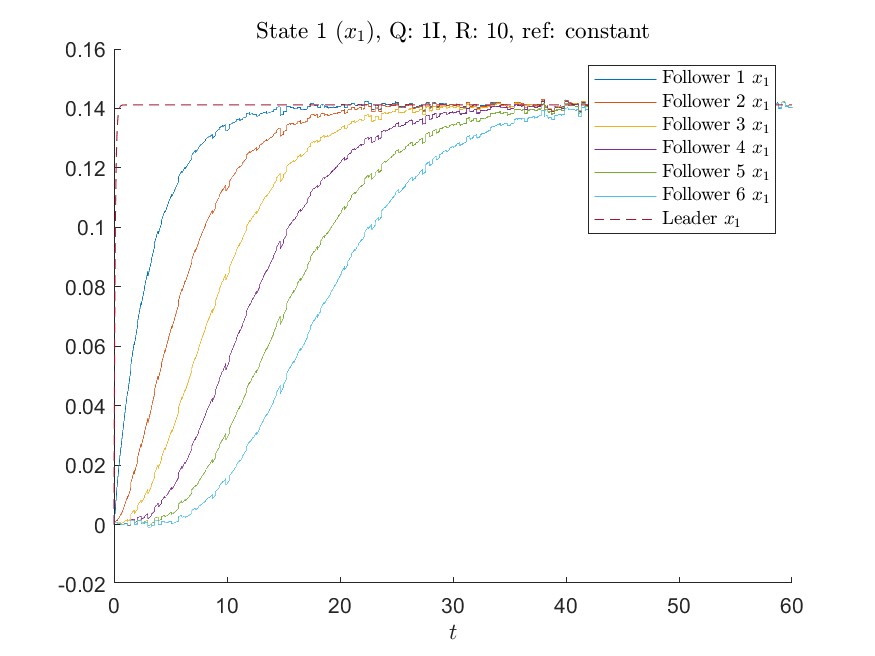 State 1 (x₁), Q: 1I, R: 10, ref: constant
0.16
0.14
0.12
0.1
0.08
0.06
0.04
0.02
0
-0.02
0 10 20 30 40 50 60
t
Follower 1 x₁
Follower 2 x₁
Follower 3 x₁
Follower 4 x₁
Follower 5 x₁
Follower 6 x₁
Leader x₁